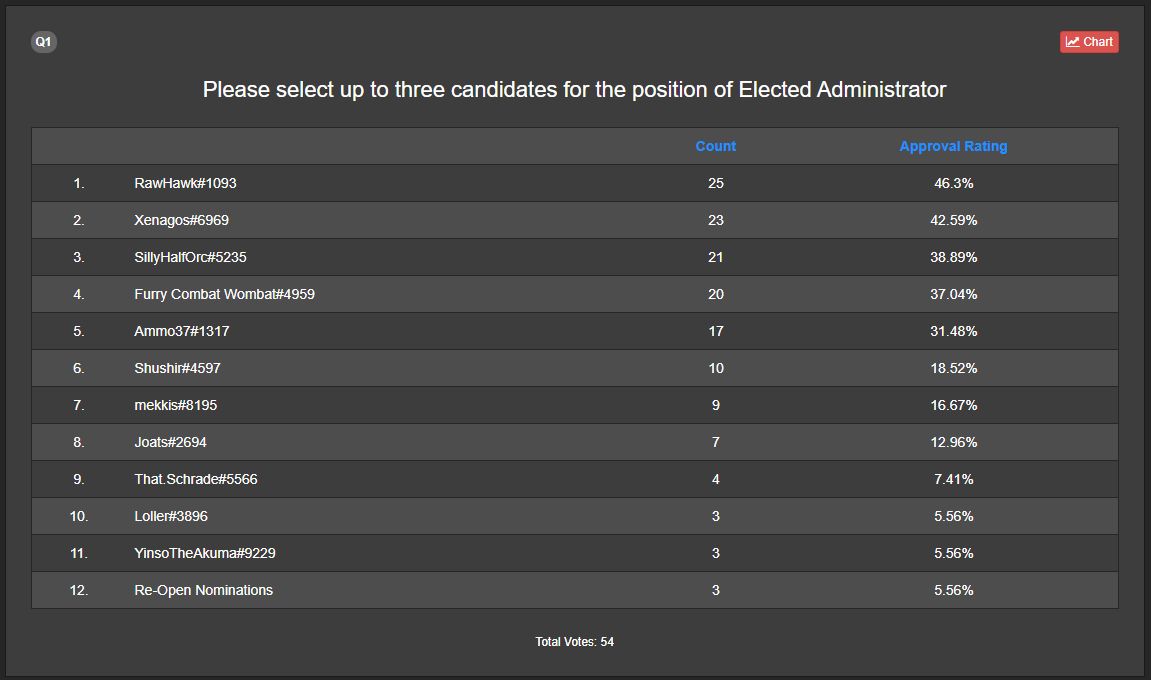 Q1
Chart
Please select up to three candidates for the position of Elected Administrator
Count Approval Rating
1. RawHawk#1093 25 46.3%
2. Xenagos#6969 23 42.59%
3. SillyHalfOrc#5235 21 38.89%
4. Furry Combat Wombat#4959 20 37.04%
5. Ammo37#1317 17 31.48%
6. Shushir#4597 10 18.52%
7. mekkis#8195 9 16.67%
8. Joats#2694 7 12.96%
9. That.Schrade#5566 4 7.41%
10. Loller#3896 3 5.56%
11. YinsoTheAkuma#9229 3 5.56%
12. Re-Open Nominations 3 5.56%
Total Votes: 54